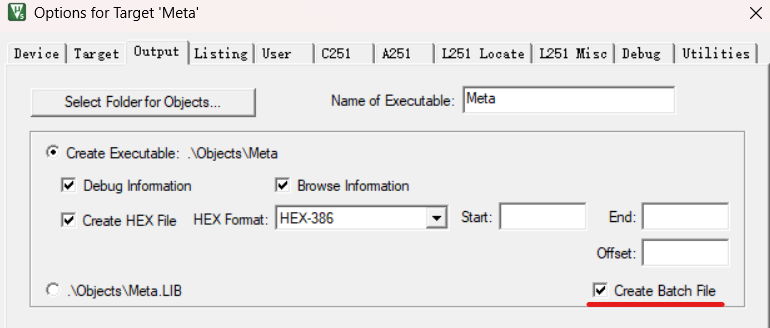 Options for Target 'Meta'
Device Target Output Listing User C251 A251 L251 Locate L251 Misc Debug Utilities
Select Folder for Objects... Name of Executable: Meta
Create Executable: .\Objects\Meta
Debug Information Browse Information
Create HEX File HEX Format: HEX-386 Start: End:
Offset:
.\Objects\Meta.LIB Create Batch File